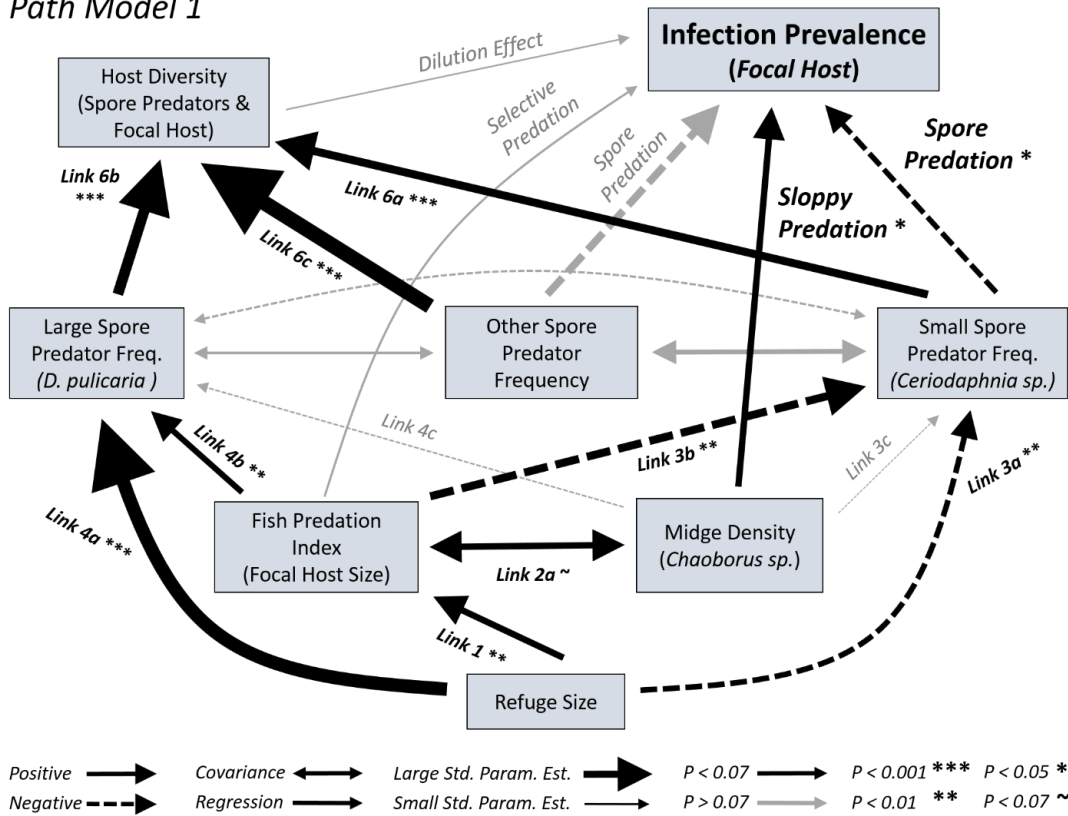 Path Model 1
Infection Prevalence
(Focal Host)
Host Diversity
(Spore Predators &
Focal Host)
Dilution Effect
Selective
Predation
Spore
Predation
Spore
Predation *
Sloppy
Predation *
Link 6b
***
Link 6a ***
Link 6c ***
Large Spore
Predator Freq.
(D. pulicaria )
Other Spore
Predator
Frequency
Small Spore
Predator Freq.
(Ceriodaphnia sp.)
Link 4c
Link 4b **
Link 3b **
Link 3c
Link 3a **
Link 4a ***
Fish Predation
Index
(Focal Host Size)
Link 2a ~
Midge Density
(Chaoborus sp.)
Link 1 **
Refuge Size
Positive Covariance Large Std. Param. Est. P < 0.07 P < 0.001 *** P < 0.05 *
Negative Regression Small Std. Param. Est. P > 0.07 P < 0.01 ** P < 0.07 ~